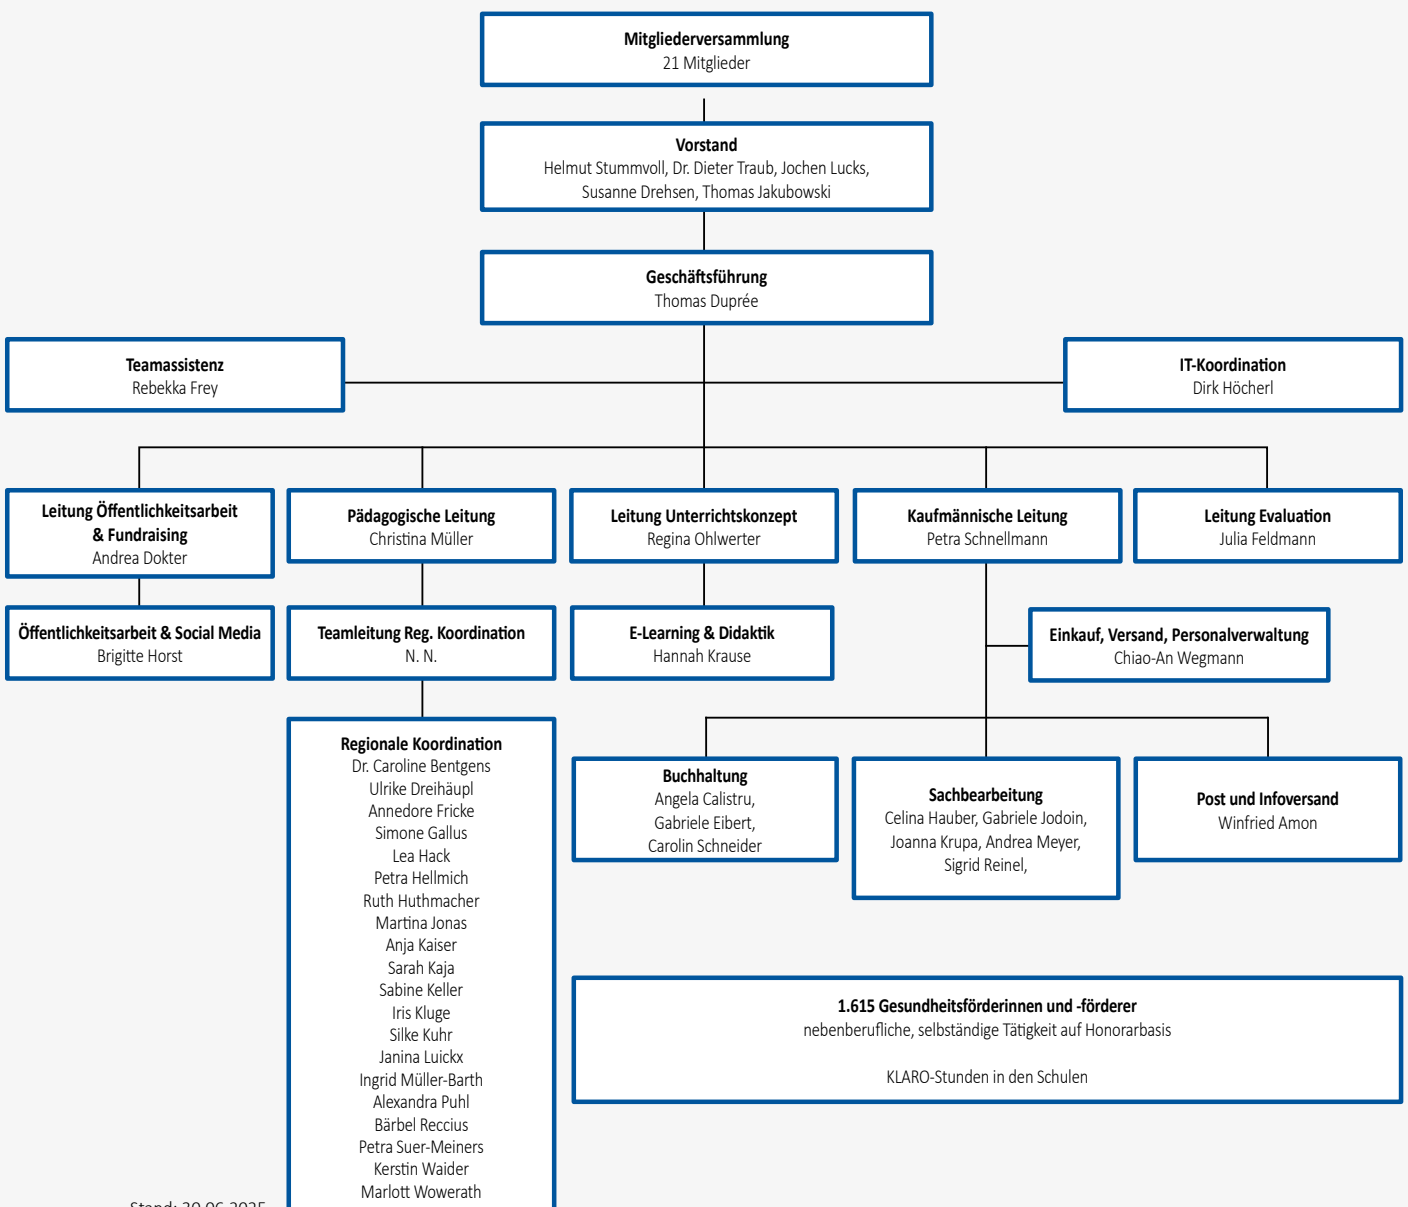 Mitgliederversammlung
21 Mitglieder
Vorstand
Helmut Stummvoll, Dr. Dieter Traub, Jochen Lucks,
Susanne Drehsen, Thomas Jakubowski
Geschäftsführung
Thomas Duprée
Teamassistenz
Rebekka Frey
IT-Koordination
Dirk Höcherl
Leitung Öffentlichkeitsarbeit
& Fundraising
Andrea Dokter
Pädagogische Leitung
Christina Müller
Leitung Unterrichtskonzept
Regina Ohlwerter
Kaufmännische Leitung
Petra Schnellmann
Leitung Evaluation
Julia Feldmann
Öffentlichkeitsarbeit & Social Media
Brigitte Horst
Teamleitung Reg. Koordination
N. N.
E-Learning & Didaktik
Hannah Krause
Einkauf, Versand, Personalverwaltung
Chiao-An Wegmann
Regionale Koordination
Dr. Caroline Bentgens
Ulrike Dreihäupl
Annedore Fricke
Simone Gallus
Lea Hack
Petra Hellmich
Ruth Huthmacher
Martina Jonas
Anja Kaiser
Sarah Kaja
Sabine Keller
Iris Kluge
Silke Kuhr
Janina Luickx
Ingrid Müller-Barth
Alexandra Puhl
Bärbel Reccius
Petra Suer-Meiners
Kerstin Waider
Marlott Wowerath
Buchhaltung
Angela Calistru,
Gabriele Eibert,
Carolin Schneider
Sachbearbeitung
Celina Hauber, Gabriele Jodoin,
Joanna Krupa, Andrea Meyer,
Sigrid Reinel,
Post und Infoversand
Winfried Amon
1.615 Gesundheitsförderinnen und -förderer
nebenberufliche, selbständige Tätigkeit auf Honorarbasis
KLARO-Stunden in den Schulen
Stand: 30.06.2025